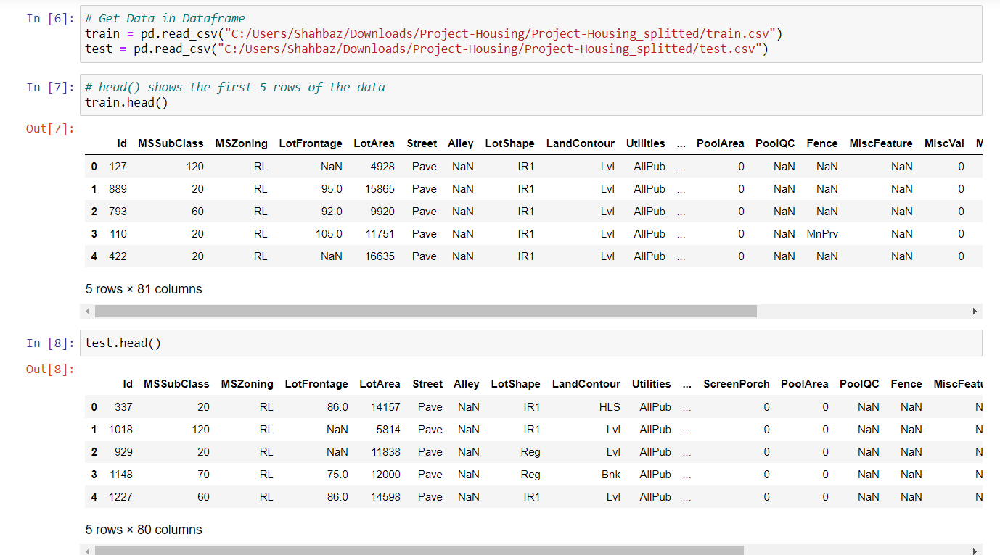 In [6]: # Get Data in Dataframe
train = pd.read_csv("C:/Users/Shahbaz/Downloads/Project-Housing/Project-Housing_splitted/train.csv")
test = pd.read_csv("C:/Users/Shahbaz/Downloads/Project-Housing/Project-Housing_splitted/test.csv")
In [7]: # head() shows the first 5 rows of the data
train.head()
Out[7]:
Id MSSubClass MSZoning LotFrontage LotArea Street Alley LotShape LandContour Utilities ... PoolArea PoolQC Fence MiscFeature MiscVal M
0 127 120 RL NaN 4928 Pave NaN IR1 Lvl AllPub ... 0 NaN NaN NaN 0
1 889 20 RL 95.0 15865 Pave NaN IR1 Lvl AllPub ... 0 NaN NaN NaN 0
2 793 60 RL 92.0 9920 Pave NaN IR1 Lvl AllPub ... 0 NaN NaN NaN 0
3 110 20 RL 105.0 11751 Pave NaN IR1 Lvl AllPub ... 0 NaN MnPrv NaN 0
4 422 20 RL NaN 16635 Pave NaN IR1 Lvl AllPub ... 0 NaN NaN NaN 0
5 rows × 81 columns
In [8]: test.head()
Out[8]:
Id MSSubClass MSZoning LotFrontage LotArea Street Alley LotShape LandContour Utilities ... ScreenPorch PoolArea PoolQC Fence MiscFeatu
0 337 20 RL 86.0 14157 Pave NaN IR1 HLS AllPub ... 0 0 NaN NaN N
1 1018 120 RL NaN 5814 Pave NaN IR1 Lvl AllPub ... 0 0 NaN NaN N
2 929 20 RL NaN 11838 Pave NaN Reg Lvl AllPub ... 0 0 NaN NaN N
3 1148 70 RL 75.0 12000 Pave NaN Reg Bnk AllPub ... 0 0 NaN NaN N
4 1227 60 RL 86.0 14598 Pave NaN IR1 Lvl AllPub ... 0 0 NaN NaN N
5 rows × 80 columns